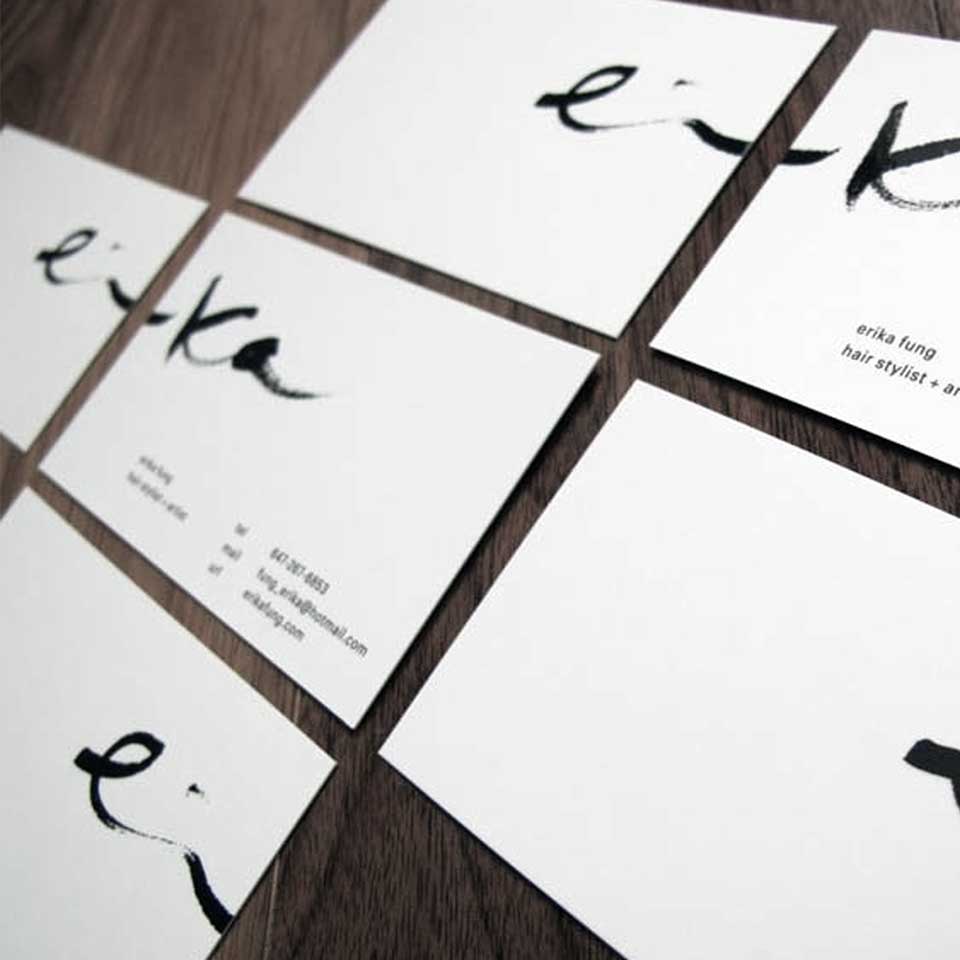 erika
erika
erika fung
hair stylist + ar
erika fung
hair stylist + artist
tel 647-267-6853
mail fung_erika@hotmail.com
url erikafung.com
eri